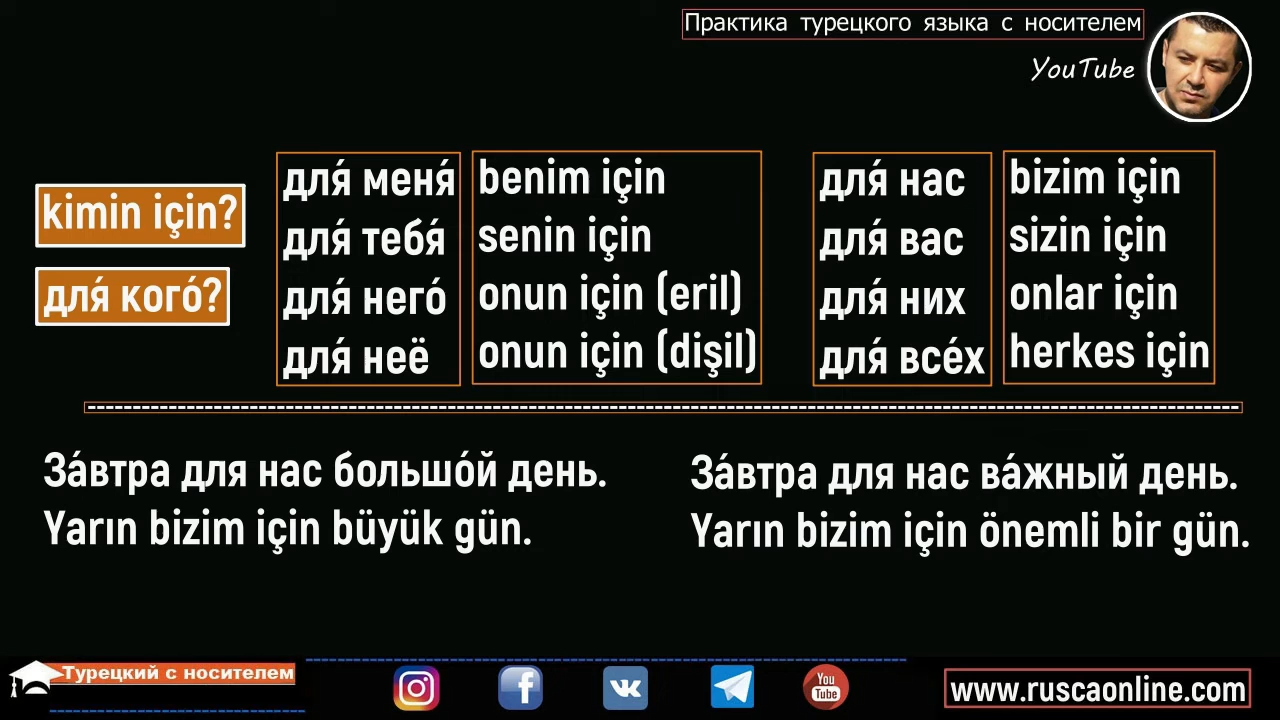 Практика турецкого языка с носителем
YouTube
kimin için?
для́ кого́?
для́ меня́
для́ тебя́
для́ него́
для́ неё
benim için
senin için
onun için (eril)
onun için (dişil)
для́ нас
для́ вас
для́ них
для́ все́х
bizim için
sizin için
onlar için
herkes için
За́втра для нас большо́й день.
Yarın bizim için büyük gün.
За́втра для нас ва́жный день.
Yarın bizim için önemli bir gün.
Турецкий с носителем
You
Tube
www.ruscaonline.com